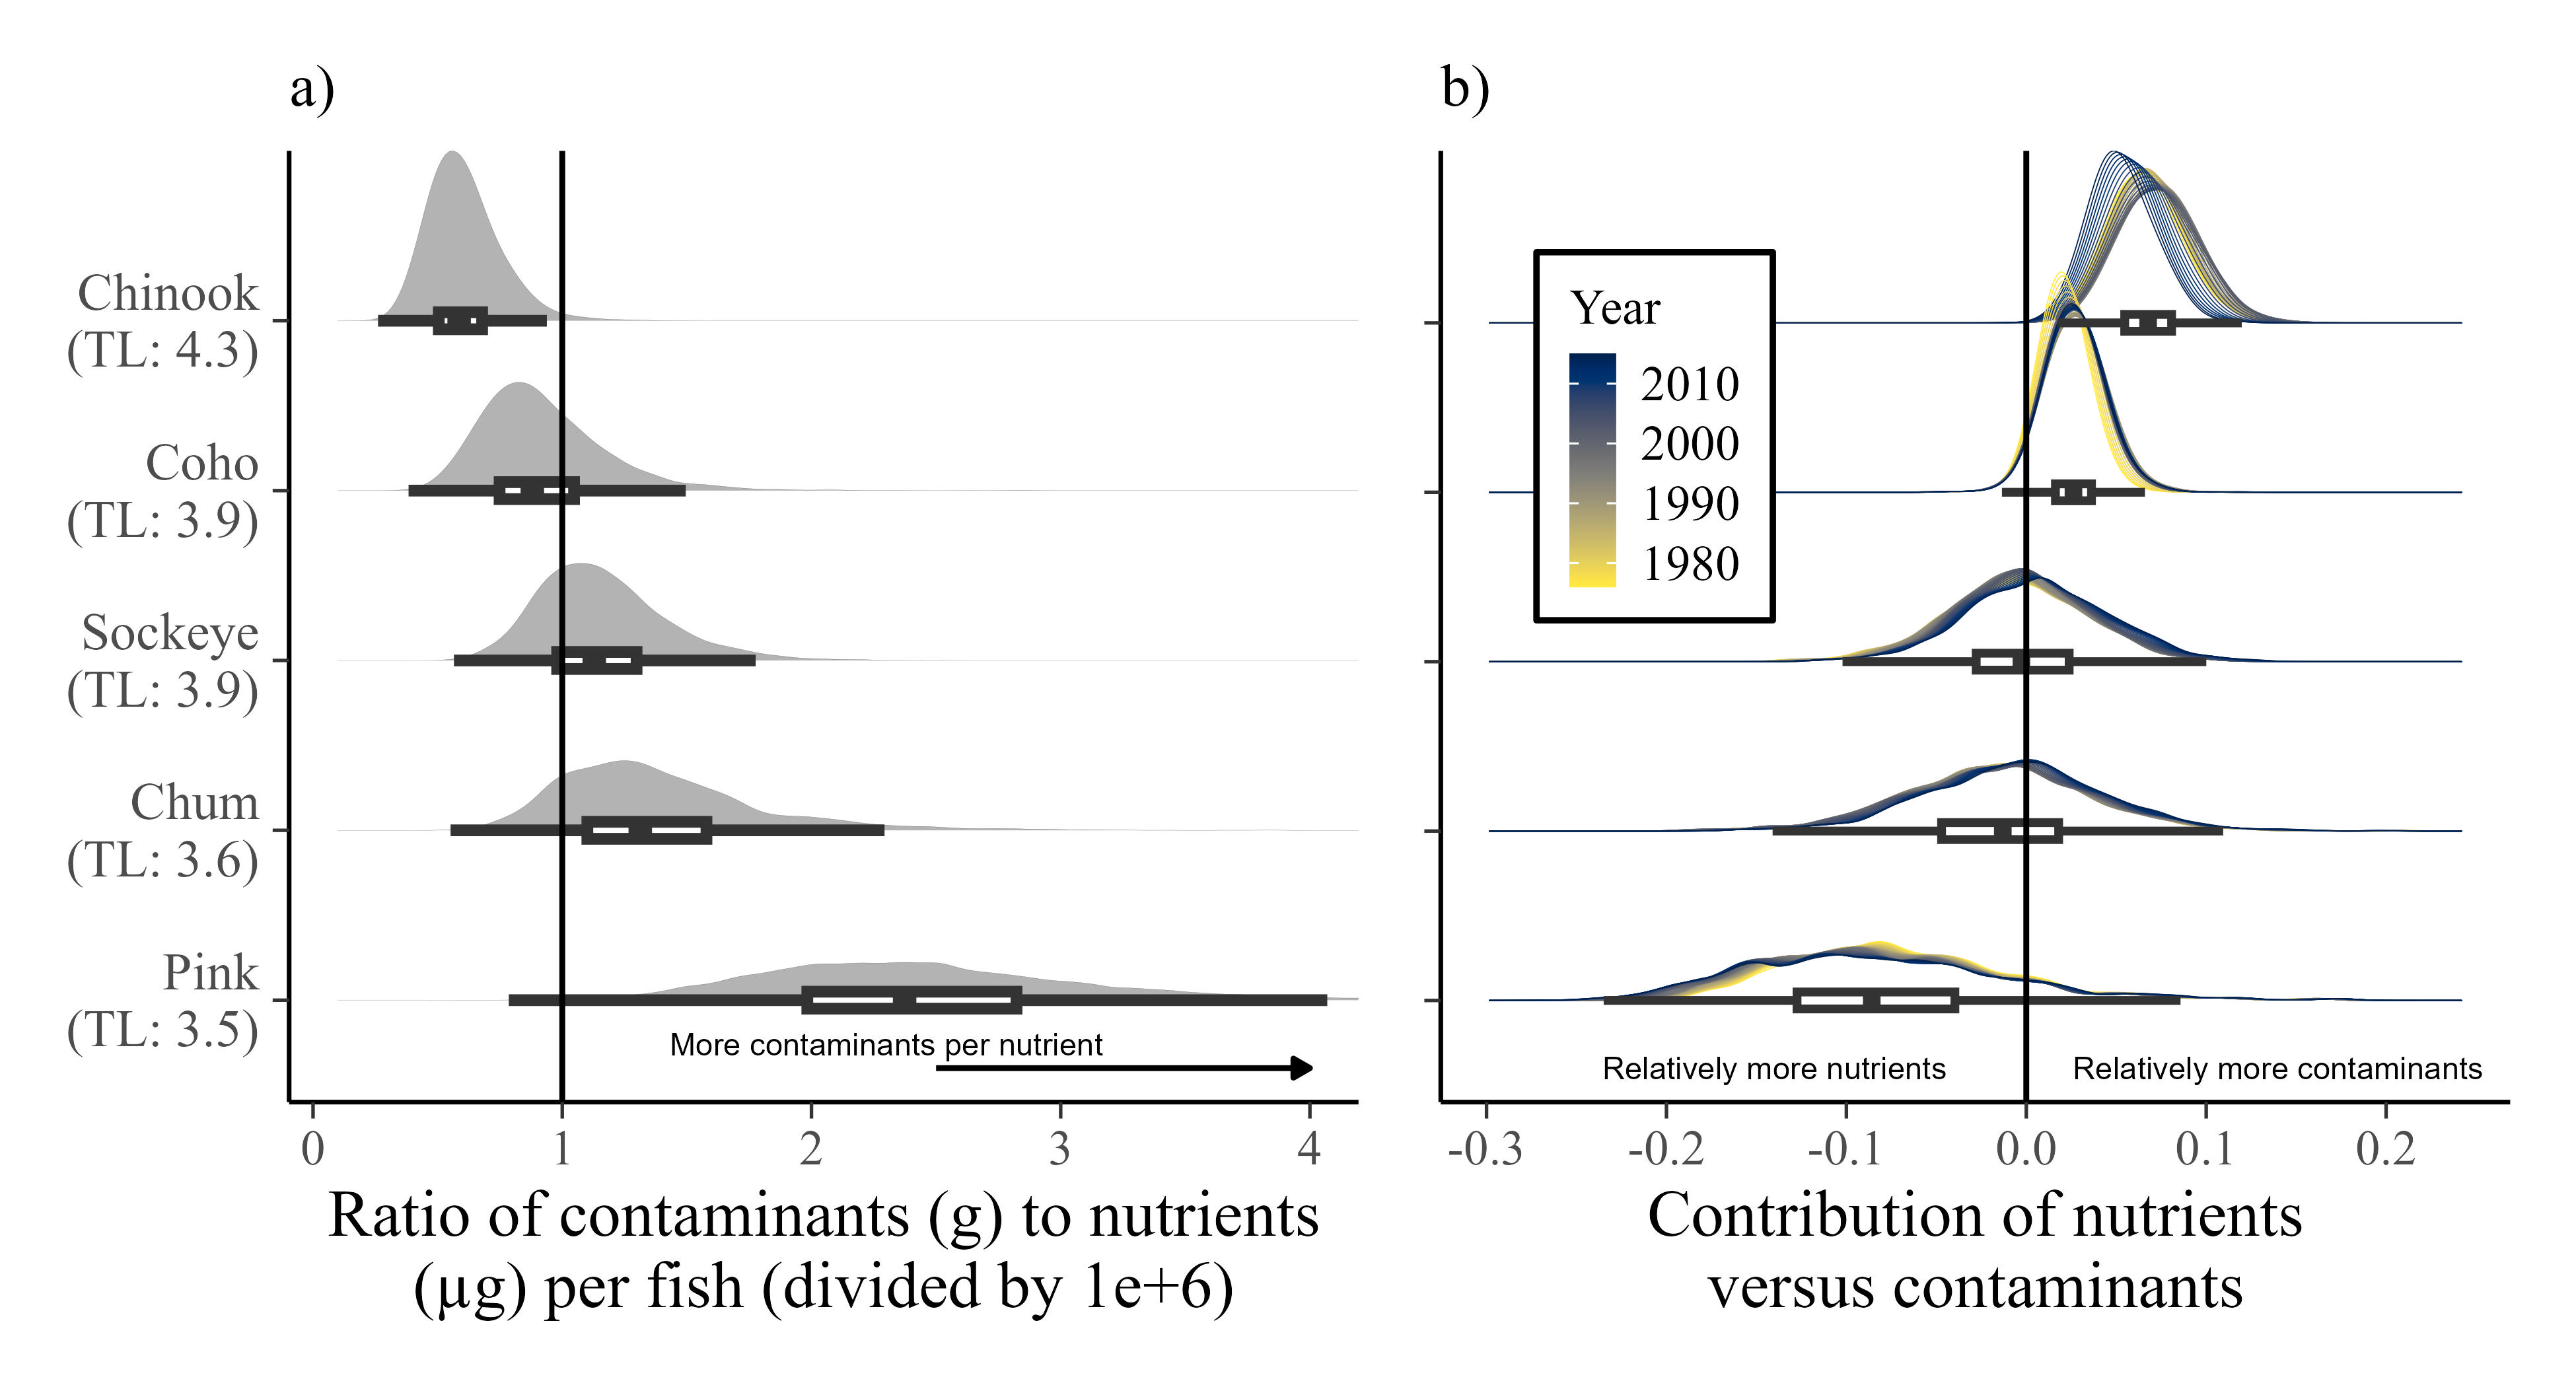 a)
Chinook
(TL: 4.3)
Coho
(TL: 3.9)
Sockeye
(TL: 3.9)
Chum
(TL: 3.6)
Pink
(TL: 3.5)
More contaminants per nutrient
0 1 2 3 4
Ratio of contaminants (g) to nutrients
(µg) per fish (divided by 1e+6)
b)
Year
2010
2000
1990
1980
Relatively more nutrients Relatively more contaminants
-0.3 -0.2 -0.1 0.0 0.1 0.2
Contribution of nutrients
versus contaminants